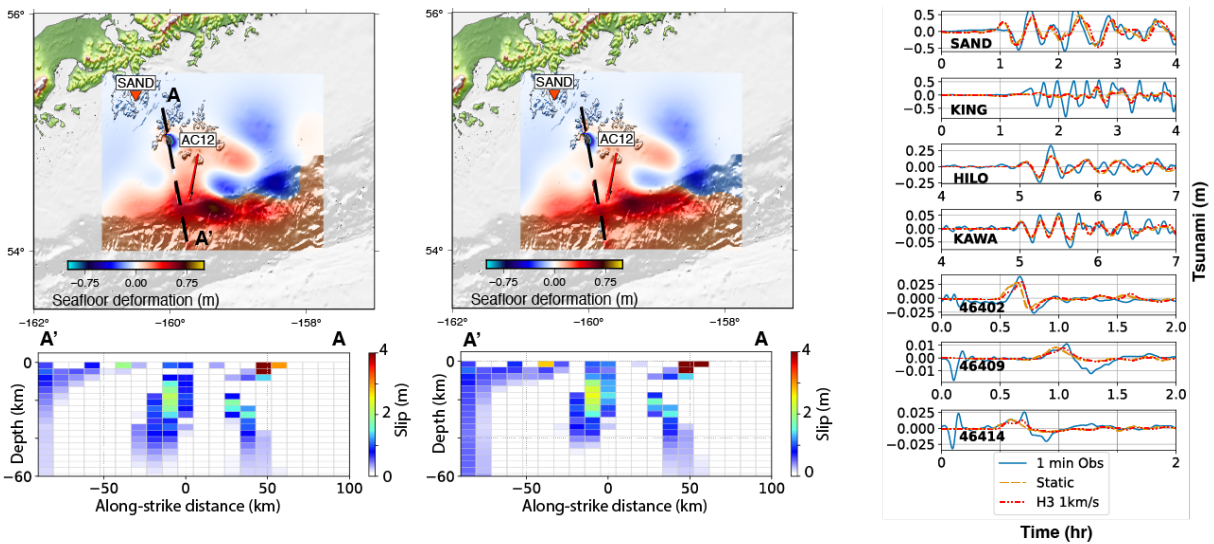 56°
54°
−162°
−160°
−158°
SAND
A
AC12
A’
−0.75
0.00
0.75
Seafloor deformation (m)
56°
54°
−162°
−160°
−158°
SAND
AC12
−0.75
0.00
0.75
Seafloor deformation (m)
A’
A
0
−60
Depth (km)
−50
0
50
100
Along-strike distance (km)
4
2
0
Slip (m)
A’
A
0
−60
Depth (km)
−50
0
50
100
Along-strike distance (km)
4
2
0
Slip (m)
0.5
0.0
−0.5
SAND
0 1 2 3 4
0.5
0.0
−0.5
KING
0 1 2 3 4
0.25
0.00
−0.25
HILO
4 5 6 7
0.05
0.00
−0.05
KAWA
4 5 6 7
0.025
0.000
−0.025
46402
0.0 0.5 1.0 1.5 2.0
0.01
0.00
−0.01
46409
0.0 0.5 1.0 1.5 2.0
0.025
0.000
−0.025
46414
0 2
1 min Obs
Static
H3 1km/s
Time (hr)
Tsunami (m)